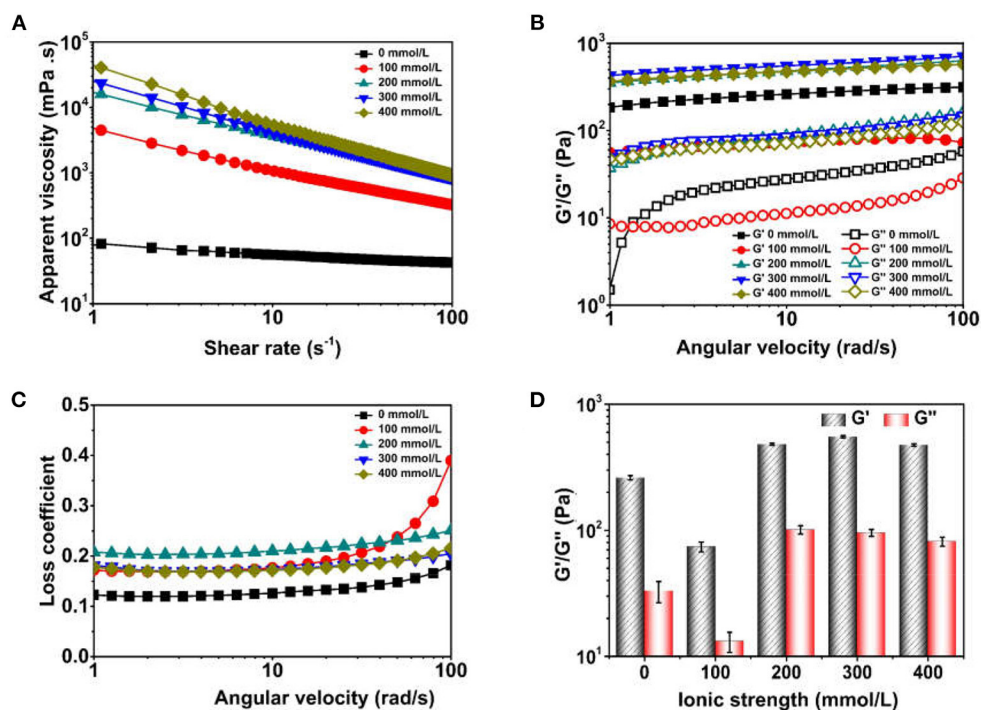 A
Apparent viscosity (mPa .s)
10^5
10^4
10^3
10^2
10^1
0 mmol/L
100 mmol/L
200 mmol/L
300 mmol/L
400 mmol/L
1 10 100
Shear rate (s^-1)
B
G'/G'' (Pa)
10^3
10^2
10^1
10^0
G' 0 mmol/L G'' 0 mmol/L
G' 100 mmol/L G'' 100 mmol/L
G' 200 mmol/L G'' 200 mmol/L
G' 300 mmol/L G'' 300 mmol/L
G' 400 mmol/L G'' 400 mmol/L
1 10 100
Angular velocity (rad/s)
C
Loss coefficient
0.5
0.4
0.3
0.2
0.1
0.0
0 mmol/L
100 mmol/L
200 mmol/L
300 mmol/L
400 mmol/L
1 10 100
Angular velocity (rad/s)
D
G'/G'' (Pa)
10^3
10^2
10^1
G' G''
0 100 200 300 400
Ionic strength (mmol/L)